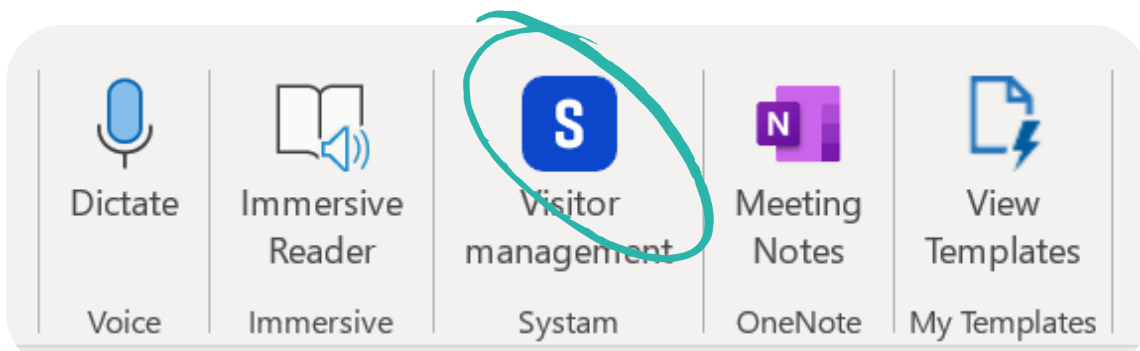 Dictate
Voice
Immersive
Reader
Immersive
S
Visitor
management
Systam
N
Meeting
Notes
OneNote
View
Templates
My Templates